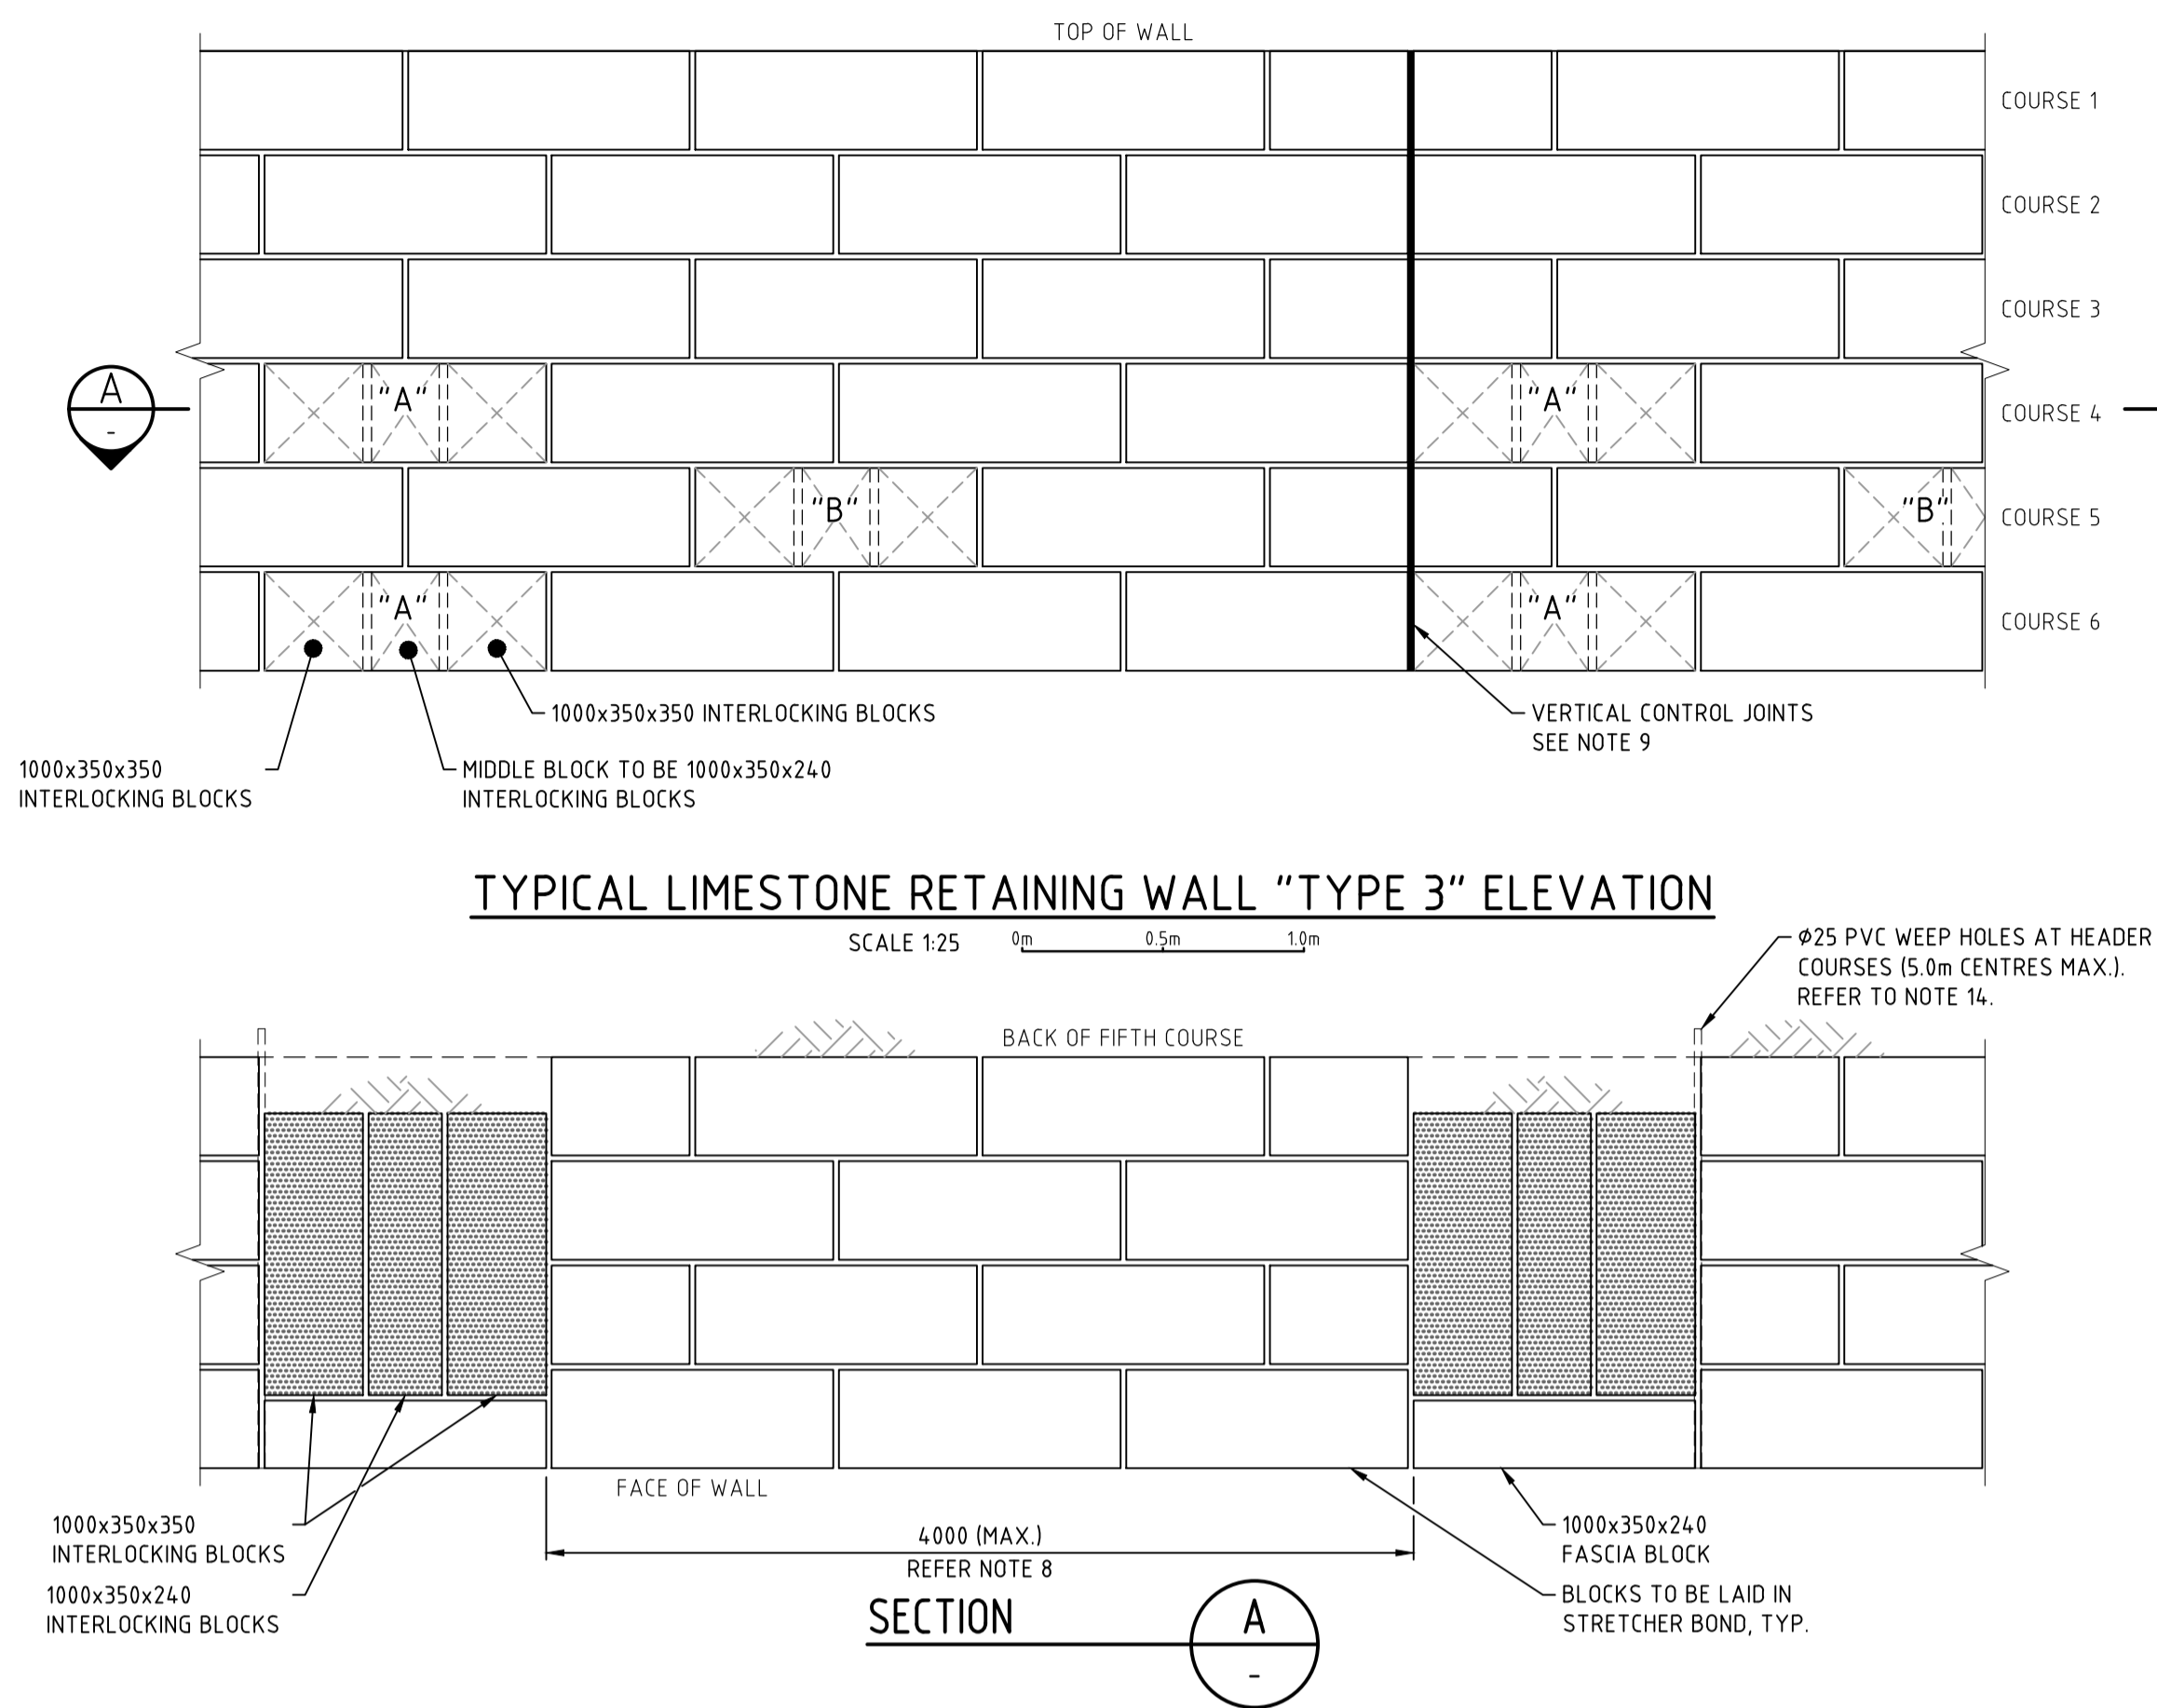 TOP OF WALL
COURSE 1
COURSE 2
COURSE 3
A
-
"A"
"A"
COURSE 4
"B"
"B"
COURSE 5
"A"
"A"
COURSE 6
1000x350x350 INTERLOCKING BLOCKS
VERTICAL CONTROL JOINTS
SEE NOTE 9
1000x350x350
INTERLOCKING BLOCKS
MIDDLE BLOCK TO BE 1000x350x240
INTERLOCKING BLOCKS
TYPICAL LIMESTONE RETAINING WALL "TYPE 3" ELEVATION
SCALE 1:25
0m 0.5m 1.0m
Ø25 PVC WEEP HOLES AT HEADER
COURSES (5.0m CENTRES MAX.).
REFER TO NOTE 14.
BACK OF FIFTH COURSE
FACE OF WALL
1000x350x350
INTERLOCKING BLOCKS
1000x350x240
INTERLOCKING BLOCKS
4000 (MAX.)
REFER NOTE 8
1000x350x240
FASCIA BLOCK
BLOCKS TO BE LAID IN
STRETCHER BOND, TYP.
SECTION
A
-